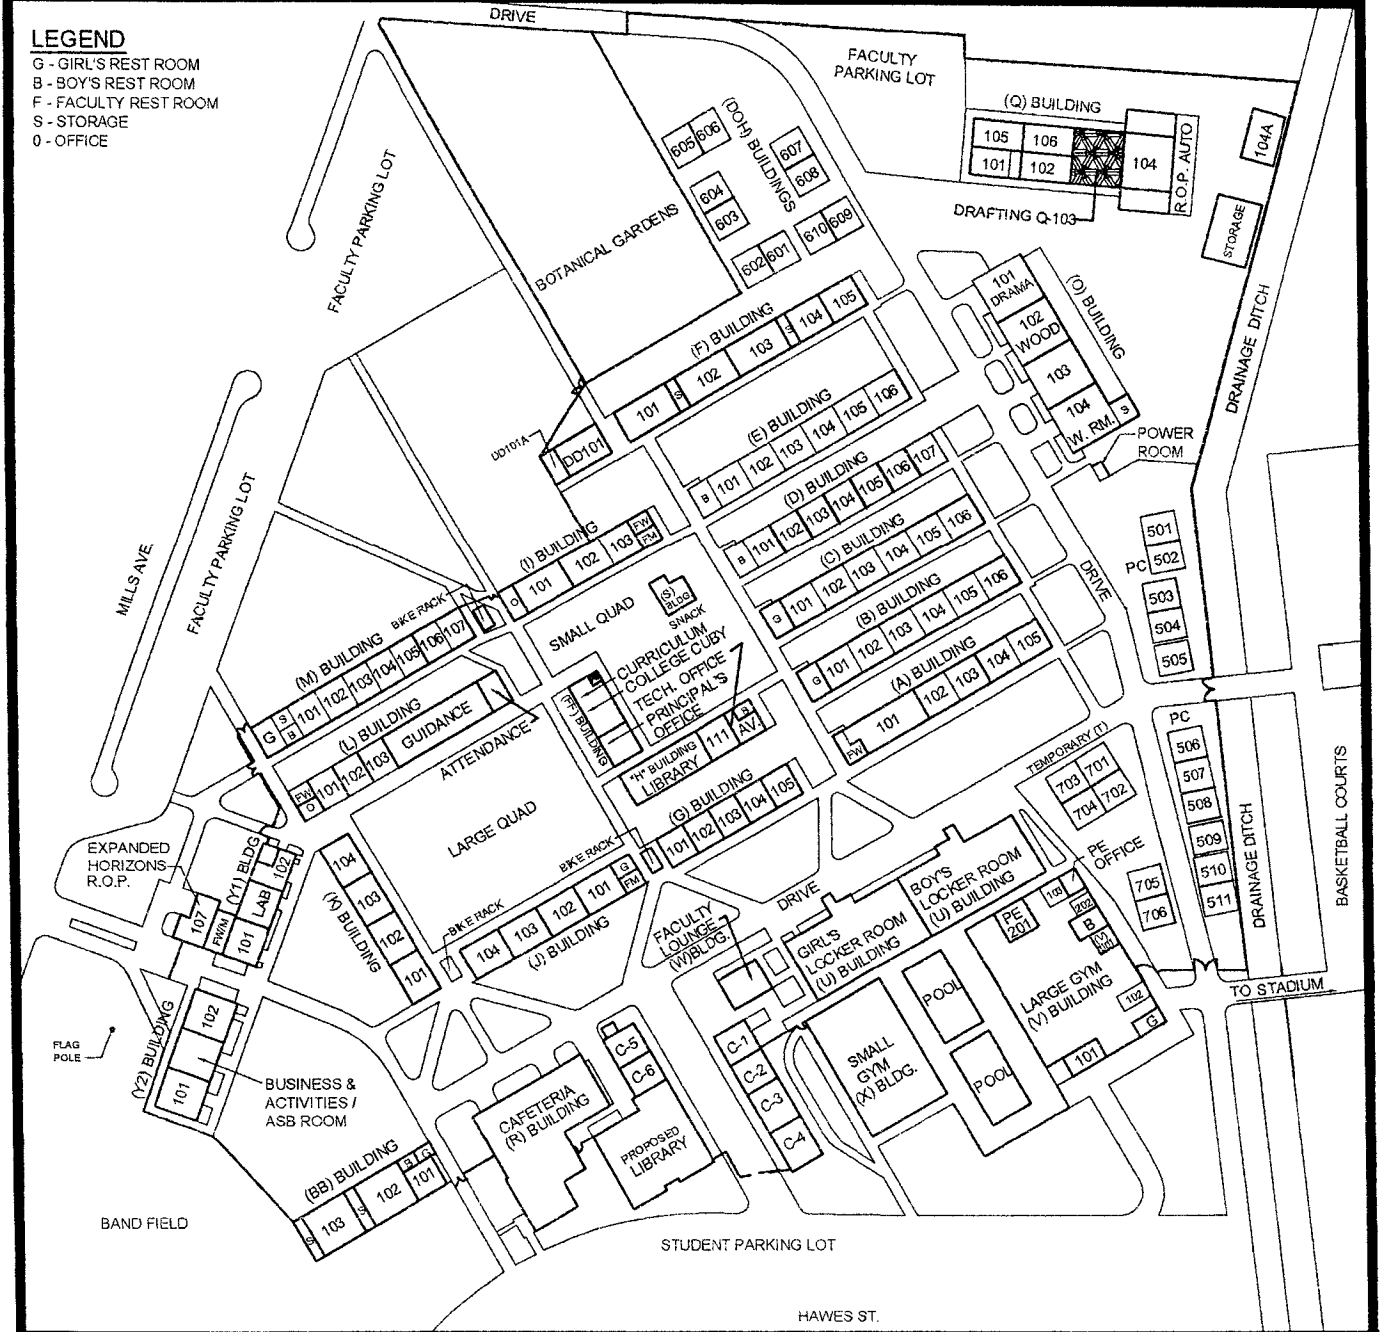 DRIVE
LEGEND
G - GIRL'S REST ROOM
B - BOY'S REST ROOM
F - FACULTY REST ROOM
S - STORAGE
0 - OFFICE
FACULTY
PARKING LOT
(Q) BUILDING
105
106
101
102
104
R.O.P. AUTO
104A
DRAFTING Q-103
STORAGE
FACULTY PARKING LOT
605
606
(DOH) BUILDINGS
607
608
604
603
610
609
602
601
BOTANICAL GARDENS
(F) BUILDING
101
S
102
103
S
104
105
101
DRAMA
102
WOOD
103
104
W. RM.
S
(O) BUILDING
POWER
ROOM
DRAINAGE DITCH
(E) BUILDING
B
101
102
103
104
105
106
DD101A
DD101
(D) BUILDING
B
101
102
103
104
105
106
107
MILLS AVE.
FACULTY PARKING LOT
(I) BUILDING
O
101
102
103
FW
FM
(C) BUILDING
G
101
102
103
104
105
106
501
PC
502
503
504
505
DRIVE
BIKE RACK
(M) BUILDING
G
S
B
101
102
103
104
105
106
107
SMALL QUAD
(S)
BLDG
SNACK
(B) BUILDING
G
101
102
103
104
105
106
CURRICULUM
COLLEGE CUBY
TECH. OFFICE
PRINCIPAL'S
OFFICE
(FF) BUILDING
(A) BUILDING
FW
101
102
103
104
105
(L) BUILDING
FW
O
101
102
103
GUIDANCE
ATTENDANCE
"H" BUILDING
LIBRARY
111
AV.
PC
506
507
508
509
510
511
TEMPORARY (T)
703
701
704
702
DRAINAGE DITCH
BASKETBALL COURTS
LARGE QUAD
(G) BUILDING
101
102
103
104
105
BIKE RACK
EXPANDED
HORIZONS
R.O.P.
(Y1) BLDG
102
LAB
107
FW/M
101
104
103
102
101
(K) BUILDING
BIKE RACK
104
103
102
101
G
FM
(J) BUILDING
DRIVE
FACULTY
LOUNGE
(W)BLDG.
BOY'S
LOCKER ROOM
(U) BUILDING
GIRL'S
LOCKER ROOM
(U) BUILDING
PE
OFFICE
103
202
B
PE
201
705
706
LARGE GYM
(V) BUILDING
102
G
101
TO STADIUM
POOL
POOL
SMALL
GYM
(X) BLDG.
FLAG
POLE
(Y2) BUILDING
102
101
BUSINESS &
ACTIVITIES /
ASB ROOM
C-5
C-6
C-1
C-2
C-3
C-4
CAFETERIA
(R) BUILDING
PROPOSED
LIBRARY
(BB) BUILDING
S
103
S
102
B
G
101
BAND FIELD
STUDENT PARKING LOT
HAWES ST.